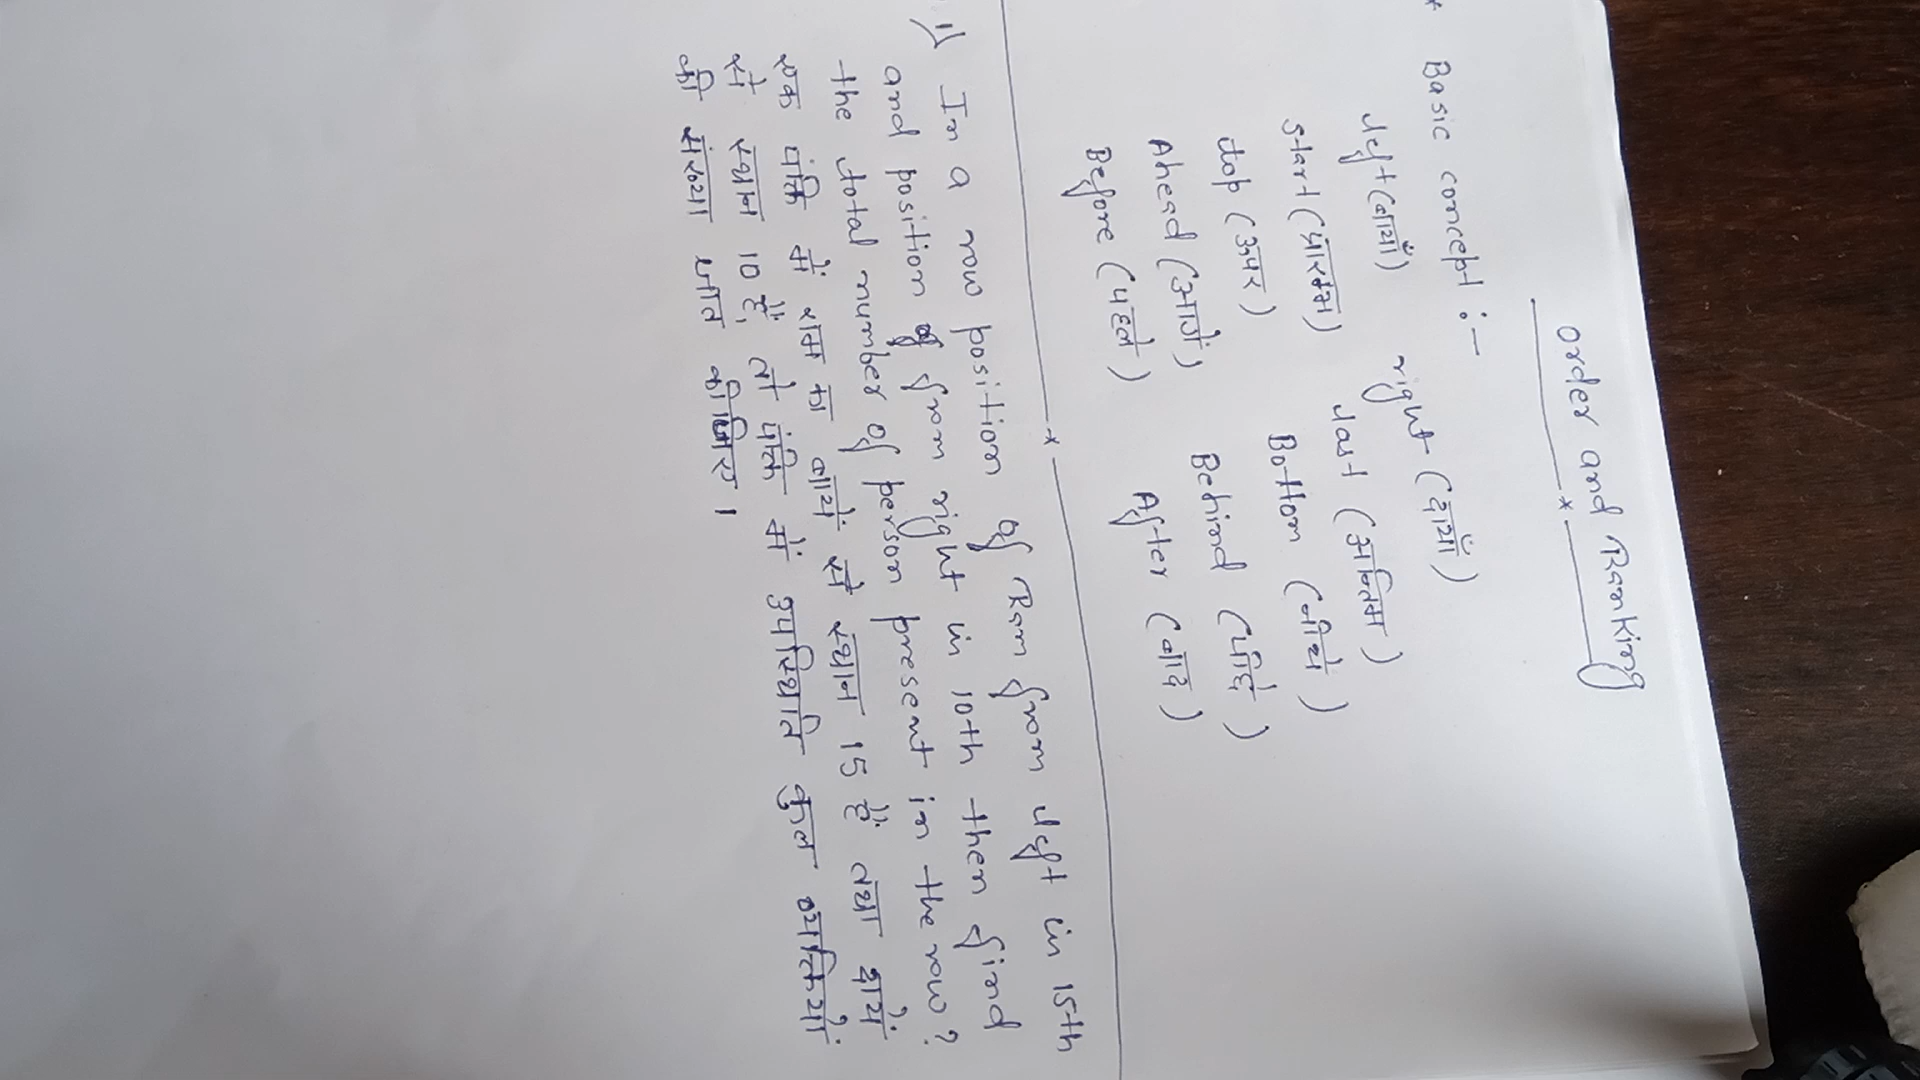 Order and Ranking
* Basic concept :-
left (बायाँ) right (दायाँ)
Start (प्रारम्भ) last (अन्तिम)
top (ऊपर) Bottom (नीचे)
Ahead (आगे) Behind (पीछे)
Before (पहले) After (बाद)
1) In a row position of Ram from left in 15th
and position of from right in 10th then find
the total number of person present in the row?
एक पंक्ति में राम का बायें से स्थान 15 हैं तथा दायें
से स्थान 10 हैं, तो पंक्ति में उपस्थिति कुल व्यक्तियों
की संख्या ज्ञात कीजिए।